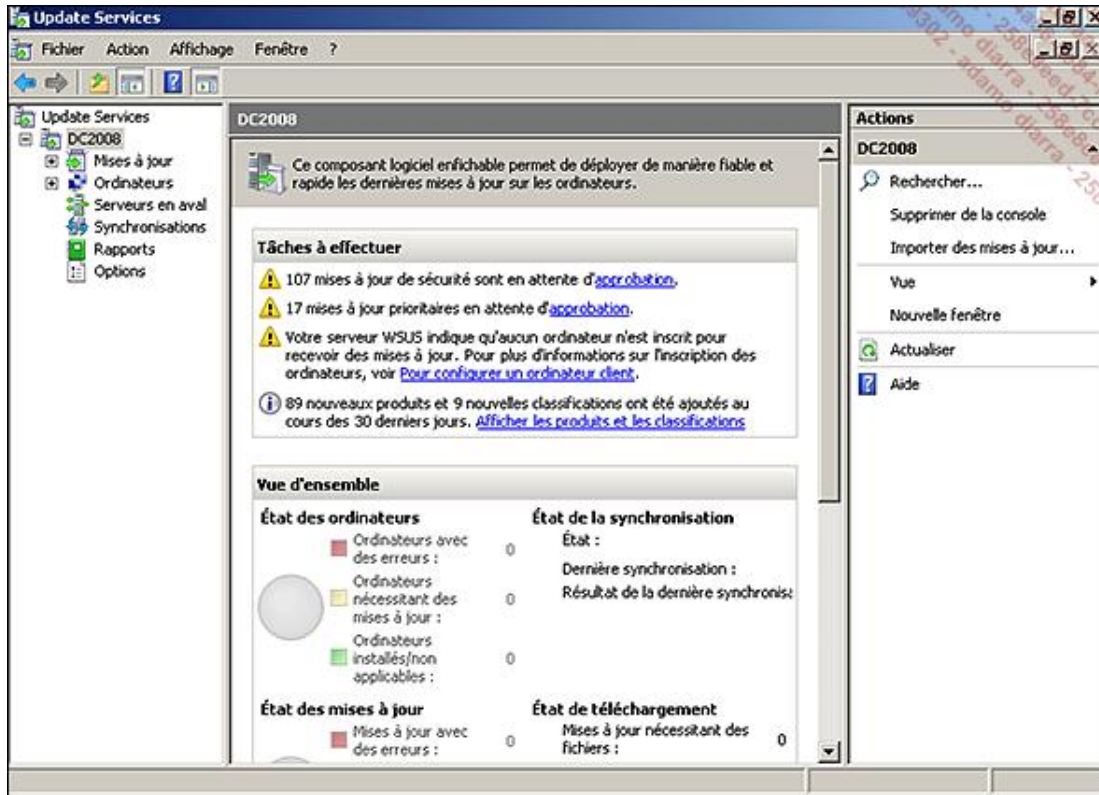 Update Services
Fichier Action Affichage Fenêtre ?
Update Services
DC2008
Mises à jour
Ordinateurs
Serveurs en aval
Synchronisations
Rapports
Options
DC2008
Ce composant logiciel enfichable permet de déployer de manière fiable et
rapide les dernières mises à jour sur les ordinateurs.
Tâches à effectuer
107 mises à jour de sécurité sont en attente d'approbation.
17 mises à jour prioritaires en attente d'approbation.
Votre serveur WSUS indique qu'aucun ordinateur n'est inscrit pour
recevoir des mises à jour. Pour plus d'informations sur l'inscription des
ordinateurs, voir Pour configurer un ordinateur client.
89 nouveaux produits et 9 nouvelles classifications ont été ajoutés au
cours des 30 derniers jours. Afficher les produits et les classifications
Vue d'ensemble
État des ordinateurs
Ordinateurs avec
des erreurs : 0
Ordinateurs
nécessitant des
mises à jour : 0
Ordinateurs
installés/non
applicables : 0
État de la synchronisation
État :
Dernière synchronisation :
Résultat de la dernière synchronis
État des mises à jour
Mises à jour avec
des erreurs : 0
État de téléchargement
Mises à jour nécessitant des
fichiers : 0
Actions
DC2008
Rechercher...
Supprimer de la console
Importer des mises à jour...
Vue
Nouvelle fenêtre
Actualiser
Aide
adamo diarra